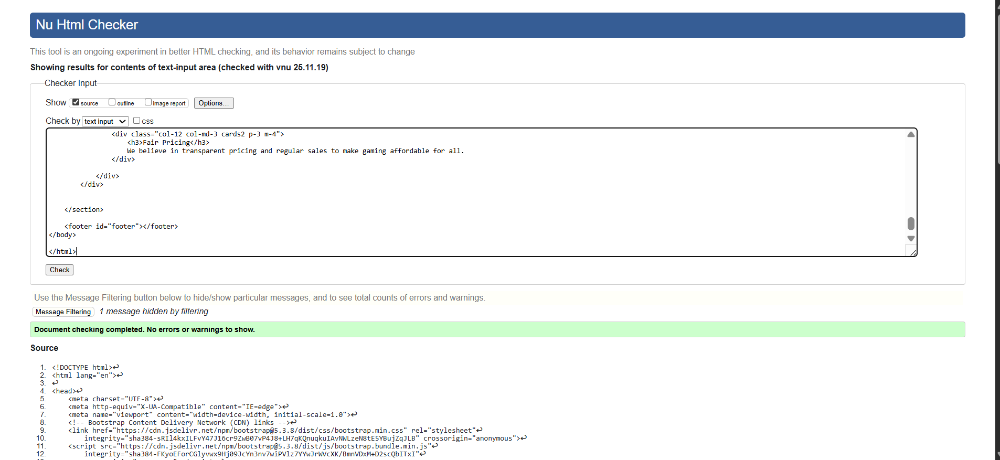 Nu Html Checker
This tool is an ongoing experiment in better HTML checking, and its behavior remains subject to change
Showing results for contents of text-input area (checked with vnu 25.11.19)
Checker Input
Show source outline image report Options...
Check by text input css
<div class="col-12 col-md-3 cards2 p-3 m-4">
<h3>Fair Pricing</h3>
We believe in transparent pricing and regular sales to make gaming affordable for all.
</div>
</div>
</div>
</section>
<footer id="footer"></footer>
</body>
</html>
Check
Use the Message Filtering button below to hide/show particular messages, and to see total counts of errors and warnings.
Message Filtering 1 message hidden by filtering
Document checking completed. No errors or warnings to show.
Source
1. <!DOCTYPE html>↩
2. <html lang="en">↩
3. ↩
4. <head>↩
5. <meta charset="UTF-8">↩
6. <meta http-equiv="X-UA-Compatible" content="IE=edge">↩
7. <meta name="viewport" content="width=device-width, initial-scale=1.0">↩
8. <!-- Bootstrap Content Delivery Network (CDN) links -->↩
9. <link href="https://cdn.jsdelivr.net/npm/bootstrap@5.3.8/dist/css/bootstrap.min.css" rel="stylesheet"↩
10. integrity="sha384-sRIl4kxILFvY47J16cr9ZwB07vP4J8+LH7qKQnuqkuIAvNWLzeN8tE5YBujZqJLB" crossorigin="anonymous">↩
11. <script src="https://cdn.jsdelivr.net/npm/bootstrap@5.3.8/dist/js/bootstrap.bundle.min.js"↩
12. integrity="sha384-FKyoEForCGlyvwx9Hj09JcYn3nv7wiPVlz7YYwJrWVcXK/BmnVDxM+D2scQbITxI"↩